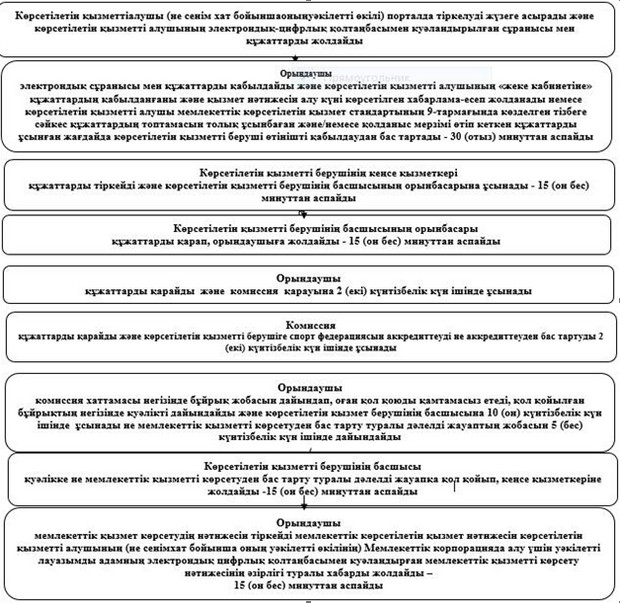 Көрсетілетін қызметтіалушы (не сенім хат бойыншаоныңуәкілетті өкілі) порталда тіркелуді жүзеге асырады және
көрсетілетін қызметті алушының электрондық-цифрлық қолтаңбасымен куәландырылған сұранысы мен
құжаттарды жолдайды
Орындаушы
электрондық сұранысы мен құжаттарды қабылдайды және көрсетілетін қызметті алушының «жеке кабинетіне»
құжаттардың қабылданғаны және қызмет нәтижесін алу күні көрсетілген хабарлама-есеп жолданады немесе
көрсетілетін қызметті алушы мемлекеттік көрсетілетін қызмет стандартының 9-тармағында көзделген тізбеге
сәйкес құжаттардың топтамасын толық ұсынбаған және/немесе қолданыс мерзімі өтіп кеткен құжаттарды
ұсынған жағдайда көрсетілетін қызметті беруші өтінішті қабылдаудан бас тартады - 30 (отыз) минуттан аспайды
Көрсетілетін қызметті берушінің кеңсе қызметкері
құжаттарды тіркейді және көрсетілетін қызметті берушінің басшысының орынбасарына ұсынады - 15 (он бес)
минуттан аспайды
Көрсетілетін қызметті берушінің басшысының орынбасары
құжаттарды қарап, орындаушыға жолдайды - 15 (он бес) минуттан аспайды
Орындаушы
құжаттарды қарайды және комиссия қарауына 2 (екі) күнтізбелік күн ішінде ұсынады
Комиссия
құжаттарды қарайды және көрсетілетін қызметті берушіге спорт федерациясын аккредиттеуді не аккредиттеуден бас тартуды 2
(екі) күнтізбелік күн ішінде ұсынады
Орындаушы
комиссия хаттамасы негізінде бұйрық жобасын дайындап, оған қол қоюды қамтамасыз етеді, қол қойылған
бұйрықтың негізінде куәлікті дайындайды және көрсетілетін қызмет берушінің басшысына 10 (он) күнтізбелік күн
ішінде ұсынады не мемлекеттік қызметті көрсетуден бас тарту туралы дәлелді жауаптың жобасын 5 (бес)
күнтізбелік күн ішінде дайындайды
Көрсетілетін қызметті берушінің басшысы
куәлікке не мемлекеттік қызметті көрсетуден бас тарту туралы дәлелді жауапқа қол қойып, кеңсе қызметкеріне
жолдайды -15 (он бес) минуттан аспайды
Орындаушы
мемлекеттік қызмет көрсетудің нәтижесін тіркейді мемлекеттік көрсетілетін қызмет нәтижесін көрсетілетін
қызметті алушының (не сенімхат бойынша оның уәкілетті өкілінің) Мемлекеттік корпорацияда алу үшін уәкілетті
лауазымды адамның электрондық цифрлық қолтаңбасымен куәландырған мемлекеттік қызметті көрсету
нәтижесінің әзірлігі туралы хабарды жолдайды –
15 (он бес) минуттан аспайды